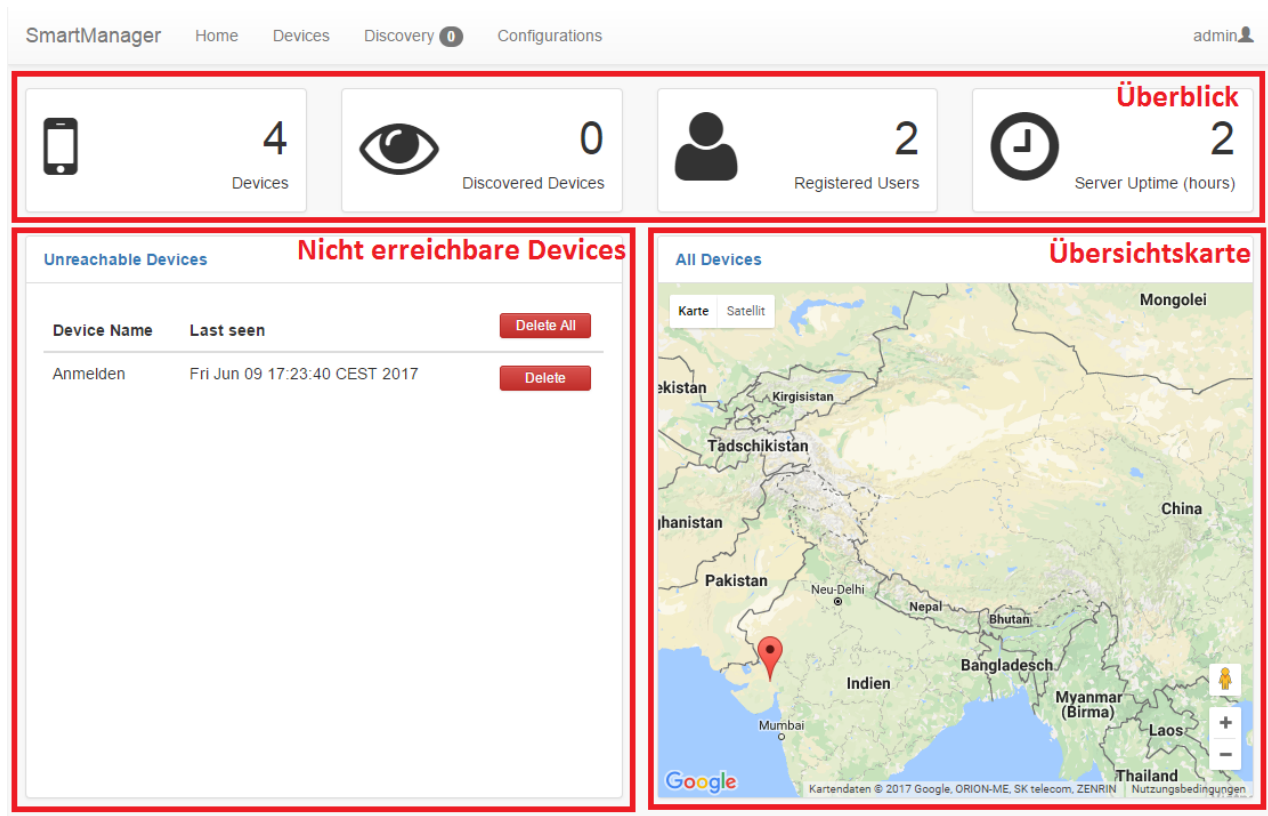 SmartManager Home Devices Discovery 0 Configurations admin
Überblick
4
Devices
0
Discovered Devices
2
Registered Users
2
Server Uptime (hours)
Unreachable Devices
Nicht erreichbare Devices
Device Name Last seen Delete All
Anmelden Fri Jun 09 17:23:40 CEST 2017 Delete
All Devices
Übersichtskarte
Karte Satellit
Mongolei
ekistan
Kirgisistan
Tadschikistan
China
jhanistan
Pakistan
Neu-Delhi
Nepal
Bhutan
Bangladesch
Indien
Myanmar
(Birma)
Mumbai
Laos
+
−
Thailand
Google
Kartendaten © 2017 Google, ORION-ME, SK telecom, ZENRIN Nutzungsbedingungen